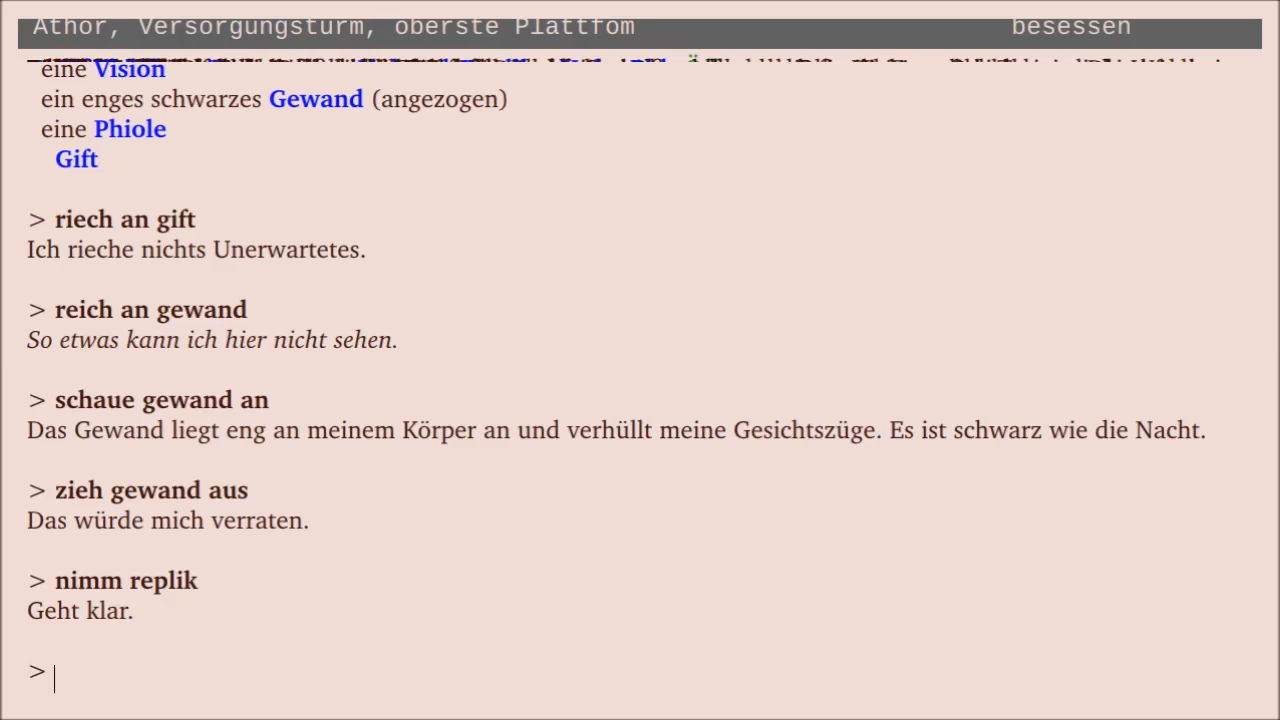 Athor, Versorgungsturm, oberste Plattfom besessen
eine Vision
ein enges schwarzes Gewand (angezogen)
eine Phiole
Gift
> riech an gift
Ich rieche nichts Unerwartetes.
> reich an gewand
So etwas kann ich hier nicht sehen.
> schaue gewand an
Das Gewand liegt eng an meinem Körper an und verhüllt meine Gesichtszüge. Es ist schwarz wie die Nacht.
> zieh gewand aus
Das würde mich verraten.
> nimm replik
Geht klar.
>